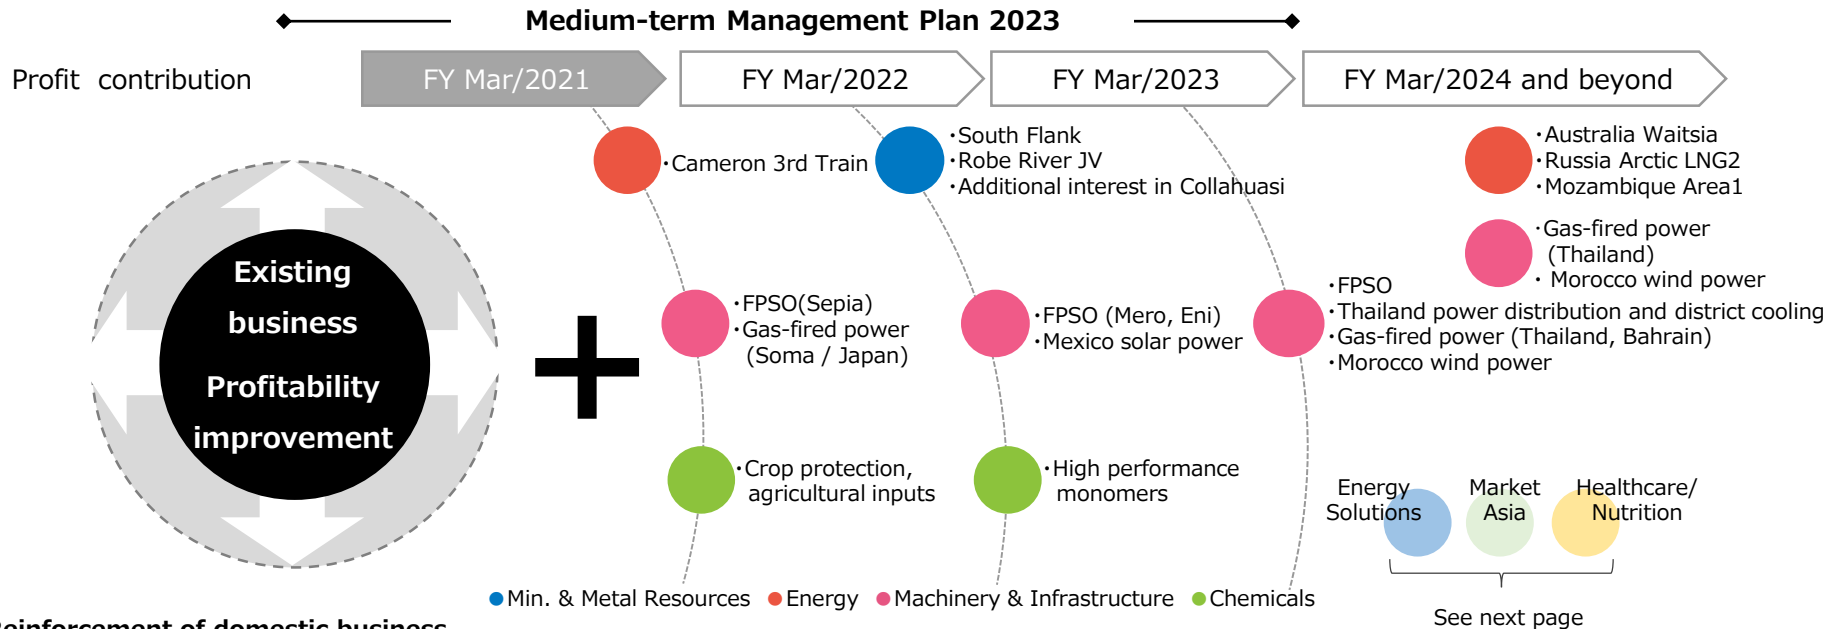 Medium-term Management Plan 2023
Profit contribution
FY Mar/2021
FY Mar/2022
FY Mar/2023
FY Mar/2024 and beyond
・Cameron 3rd Train
・South Flank
・Robe River JV
・Additional interest in Collahuasi
・Australia Waitsia
・Russia Arctic LNG2
・Mozambique Area1
・Gas-fired power
(Thailand)
・Morocco wind power
Existing
business
Profitability
improvement
・FPSO(Sepia)
・Gas-fired power
(Soma / Japan)
・FPSO (Mero, Eni)
・Mexico solar power
・FPSO
・Thailand power distribution and district cooling
・Gas-fired power (Thailand, Bahrain)
・Morocco wind power
・Crop protection,
agricultural inputs
・High performance
monomers
Energy
Solutions
Market
Asia
Healthcare/
Nutrition
See next page
●Min. & Metal Resources ●Energy ●Machinery & Infrastructure ●Chemicals
Reinforcement of domestic business